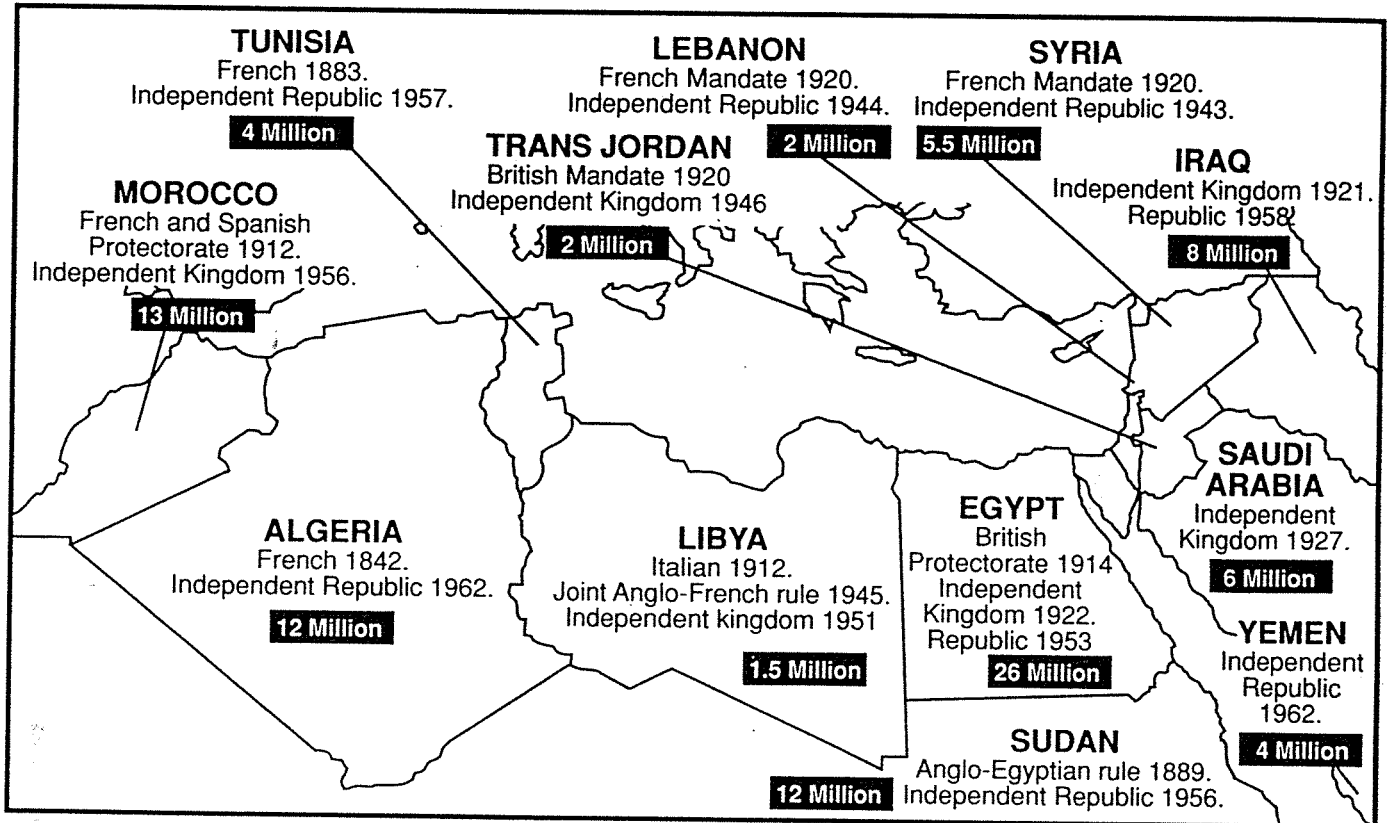 TUNISIA
French 1883.
Independent Republic 1957.
4 Million
LEBANON
French Mandate 1920.
Independent Republic 1944.
2 Million
SYRIA
French Mandate 1920.
Independent Republic 1943.
5.5 Million
TRANS JORDAN
British Mandate 1920
Independent Kingdom 1946
2 Million
IRAQ
Independent Kingdom 1921.
Republic 1958
8 Million
MOROCCO
French and Spanish
Protectorate 1912.
Independent Kingdom 1956.
13 Million
ALGERIA
French 1842.
Independent Republic 1962.
12 Million
LIBYA
Italian 1912.
Joint Anglo-French rule 1945.
Independent kingdom 1951
1.5 Million
EGYPT
British
Protectorate 1914
Independent
Kingdom 1922.
Republic 1953
26 Million
SAUDI
ARABIA
Independent
Kingdom 1927.
6 Million
YEMEN
Independent
Republic
1962.
4 Million
SUDAN
Anglo-Egyptian rule 1889.
Independent Republic 1956.
12 Million